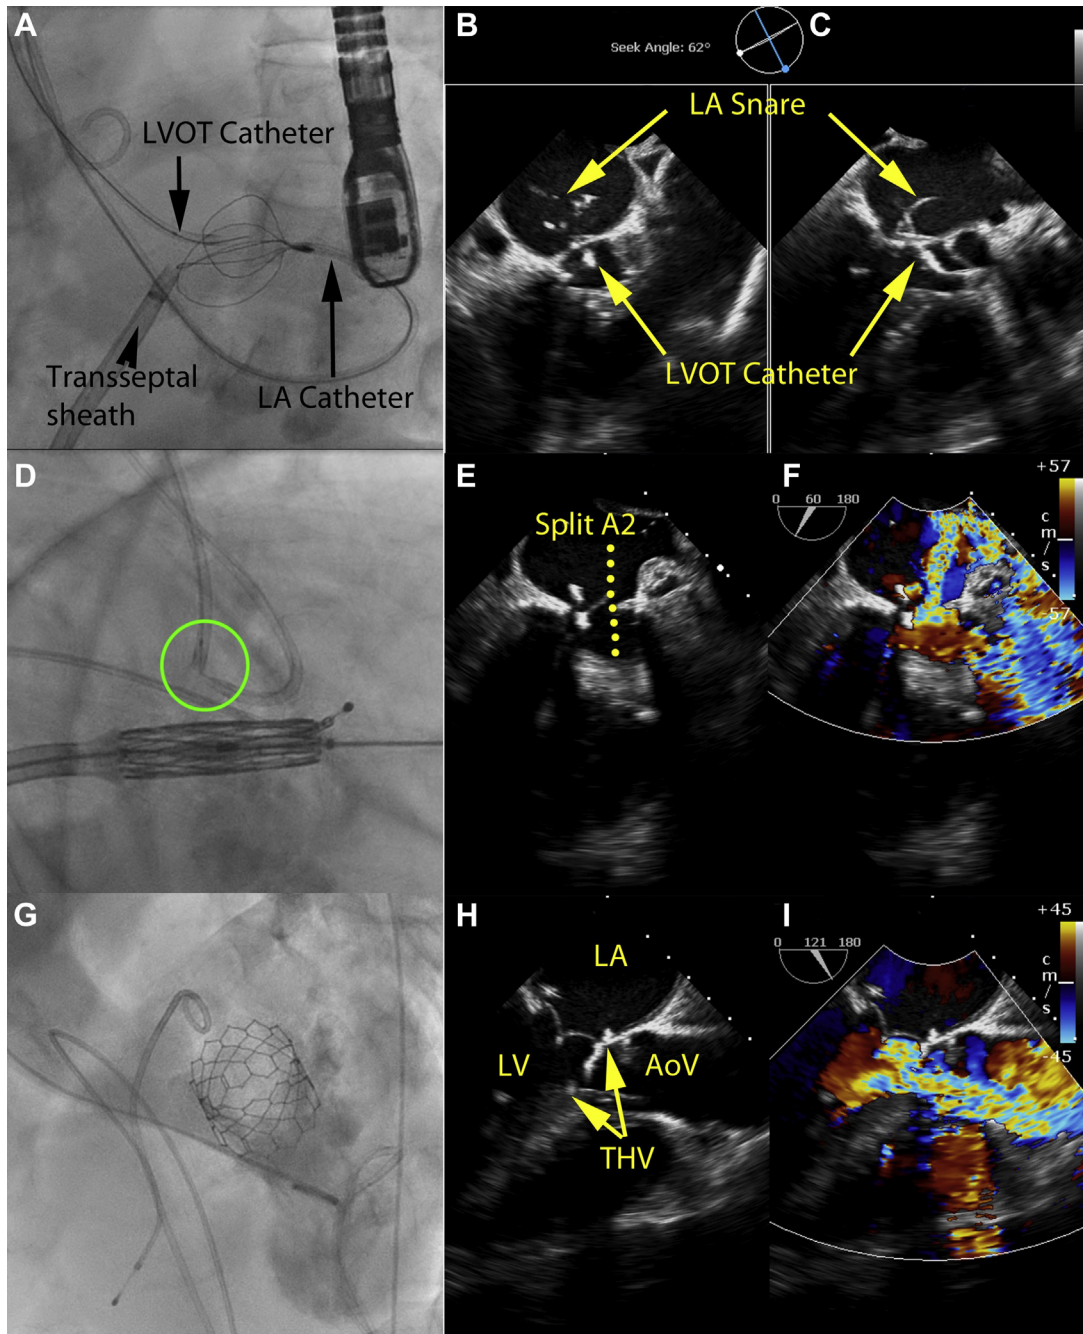 A
LVOT Catheter
Transseptal
sheath
LA Catheter
B
Seek Angle: 62°
C
LA Snare
LVOT Catheter
D
E
Split A2
F
0 60 180
+57
c
m
/
s
-57
G
H
LA
LV
AoV
THV
I
0 121 180
+45
c
m
/
s
-45